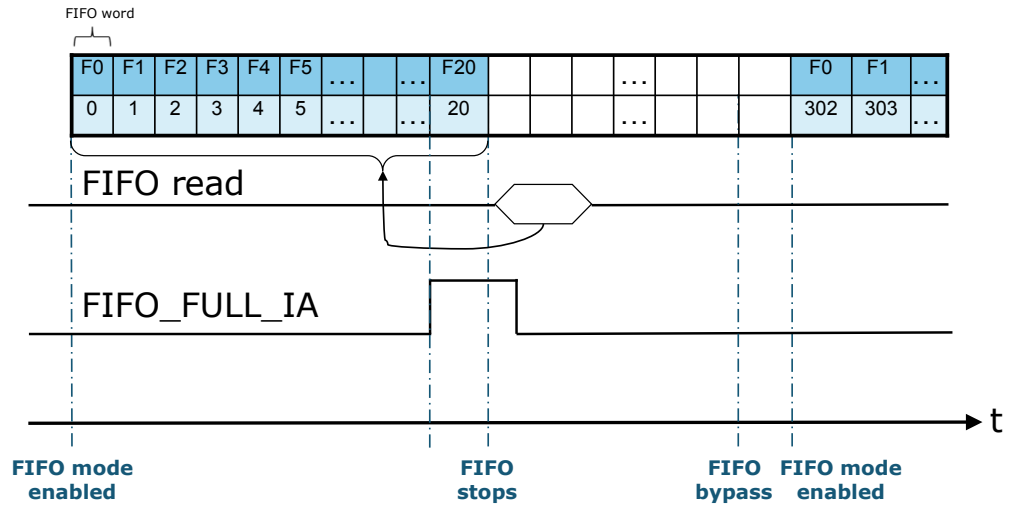 FIFO word
F0 F1 F2 F3 F4 F5 ... ... F20 ... F0 F1 ...
0 1 2 3 4 5 ... ... 20 ... 302 303 ...
FIFO read
FIFO_FULL_IA
t
FIFO mode
enabled
FIFO
stops
FIFO
bypass
FIFO mode
enabled